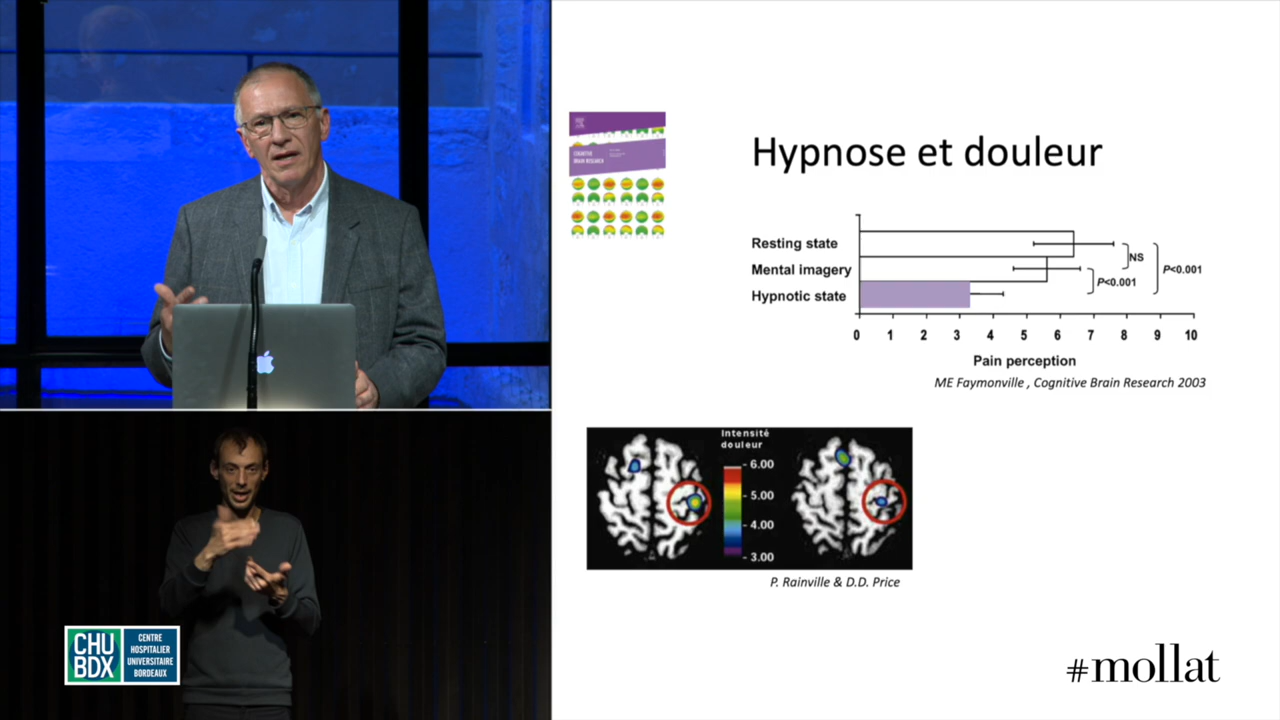 Hypnose et douleur
COGNITIVE
BRAIN RESEARCH
Resting state
Mental imagery
Hypnotic state
NS
P<0.001
P<0.001
0 1 2 3 4 5 6 7 8 9 10
Pain perception
ME Faymonville , Cognitive Brain Research 2003
Intensité
douleur
- 6.00
- 5.00
- 4.00
- 3.00
P. Rainville & D.D. Price
CHU
BDX
CENTRE
HOSPITALIER
UNIVERSITAIRE
BORDEAUX
#mollat